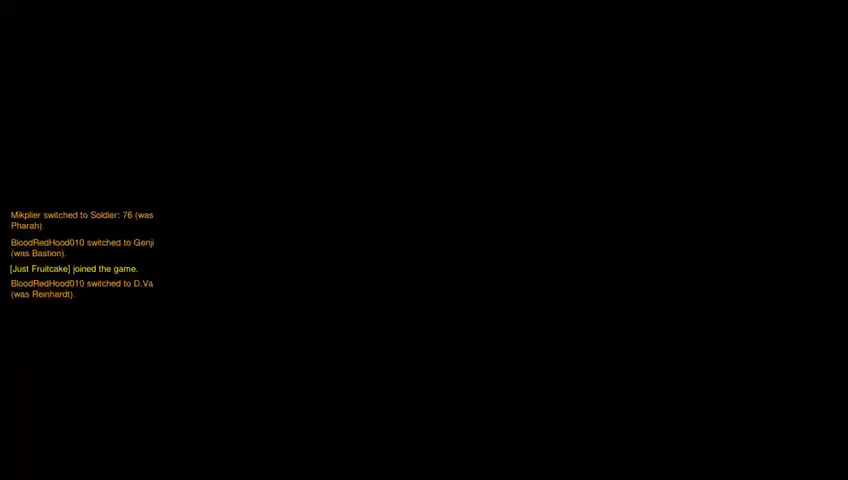 Mikplier switched to Soldier: 76 (was
Pharah).
BloodRedHood010 switched to Genji
(was Bastion).
[Just Fruitcake] joined the game.
BloodRedHood010 switched to D.Va
(was Reinhardt).